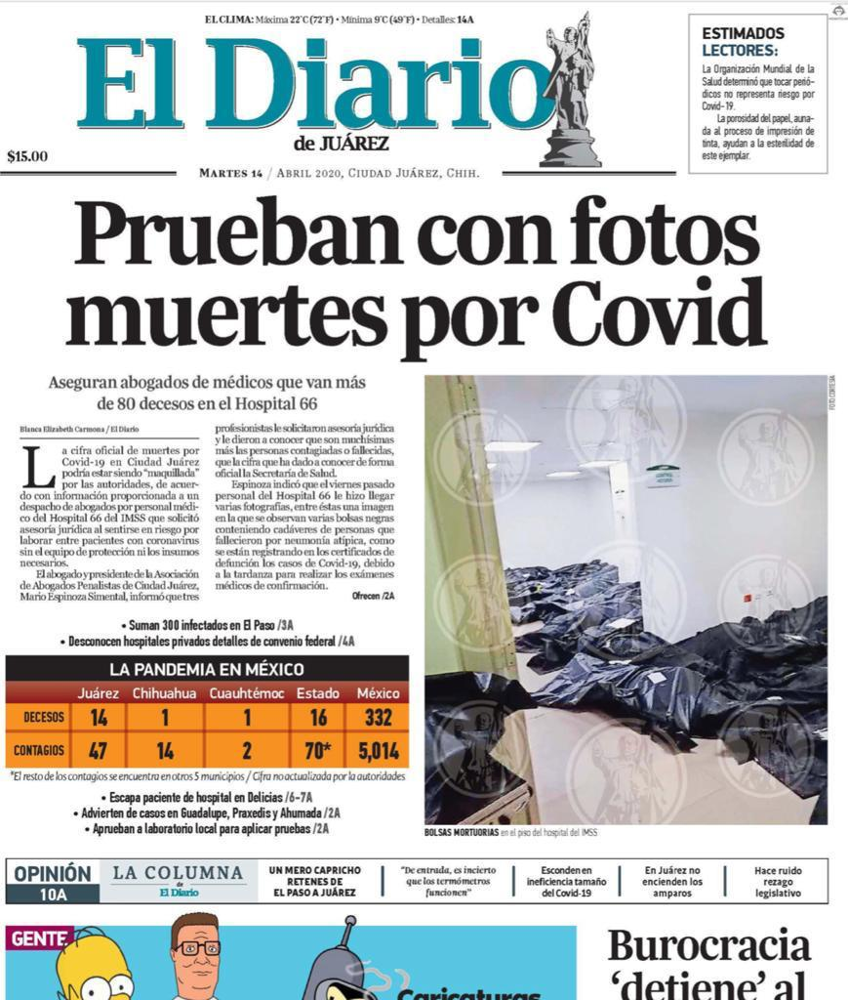 EL CLIMA: Máxima 22°C (72°F) • Mínima 9°C (49°F) • Detalles: 14A
El Diario
de JUÁREZ
$15.00
MARTES 14 / ABRIL 2020, CIUDAD JUÁREZ, CHIH.
ESTIMADOS
LECTORES:
La Organización Mundial de la
Salud determinó que tocar perió-
dicos no representa riesgo por
Covid-19.
La porosidad del papel, auna-
da al proceso de impresión de
tinta, ayudan a la esterilidad de
este ejemplar.
Prueban con fotos
muertes por Covid
Aseguran abogados de médicos que van más
de 80 decesos en el Hospital 66
Blanca Elizabeth Carmona / El Diario
La cifra oficial de muertes por
Covid-19 en Ciudad Juárez
podría estar siendo "maquillada"
por las autoridades, de acuer-
do con información proporcionada a un
despacho de abogados por personal médi-
co del Hospital 66 del IMSS que solicitó
asesoría jurídica al sentirse en riesgo por
laborar entre pacientes con coronavirus
sin el equipo de protección ni los insumos
necesarios.
El abogado y presidente de la Asociación
de Abogados Penalistas de Ciudad Juárez,
Mario Espinoza Simental, informó que tres
profesionistas le solicitaron asesoría jurídica
y le dieron a conocer que son muchísimas
más las personas contagiadas o fallecidas,
que la cifra que ha dado a conocer de forma
oficial la Secretaría de Salud.
Espinoza indicó que el viernes pasado
personal del Hospital 66 le hizo llegar
varias fotografías, entre éstas una imagen
en la que se observan varias bolsas negras
conteniendo cadáveres de personas que
fallecieron por neumonía atípica, como
se están registrando en los certificados de
defunción los casos de Covid-19, debido
a la tardanza para realizar los exámenes
médicos de confirmación.
Ofrecen /2A
• Suman 300 infectados en El Paso /3A
• Desconocen hospitales privados detalles de convenio federal /4A
LA PANDEMIA EN MÉXICO
Juárez Chihuahua Cuauhtémoc Estado México
DECESOS 14 1 1 16 332
CONTAGIOS 47 14 2 70* 5,014
*El resto de los contagios se encuentra en otros 5 municipios / Cifra no actualizada por la autoridades
• Escapa paciente de hospital en Delicias /6-7A
• Advierten de casos en Guadalupe, Praxedis y Ahumada /2A
• Aprueban a laboratorio local para aplicar pruebas /2A
FOTO: CORTESÍA
BOLSAS MORTUORIAS en el piso del hospital del IMSS
OPINIÓN
10A
LA COLUMNA
de
El Diario
UN MERO CAPRICHO
RETENES DE
EL PASO A JUÁREZ
"De entrada, es incierto
que los termómetros
funcionen"
Esconden en
ineficiencia tamaño
del Covid-19
En Juárez no
encienden los
amparos
Hace ruido
rezago
legislativo
GENTE
Caricaturas
Burocracia
'detiene' al